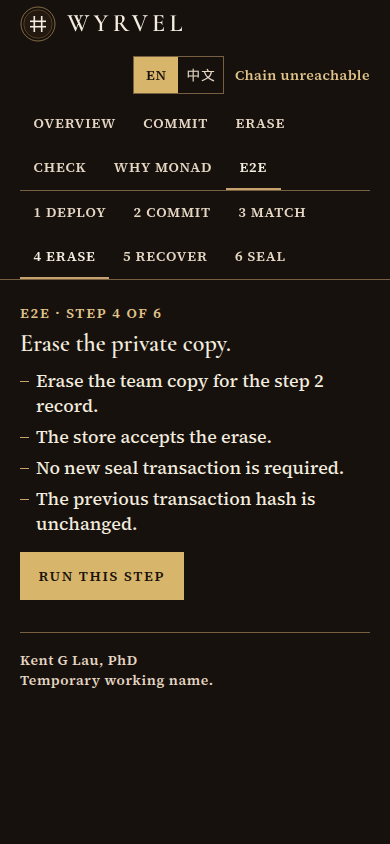 WYRVEL
EN 中文 Chain unreachable
OVERVIEW COMMIT ERASE
CHECK WHY MONAD E2E
1 DEPLOY 2 COMMIT 3 MATCH
4 ERASE 5 RECOVER 6 SEAL
E2E · STEP 4 OF 6
Erase the private copy.
– Erase the team copy for the step 2
record.
– The store accepts the erase.
– No new seal transaction is required.
– The previous transaction hash is
unchanged.
RUN THIS STEP
Kent G Lau, PhD
Temporary working name.